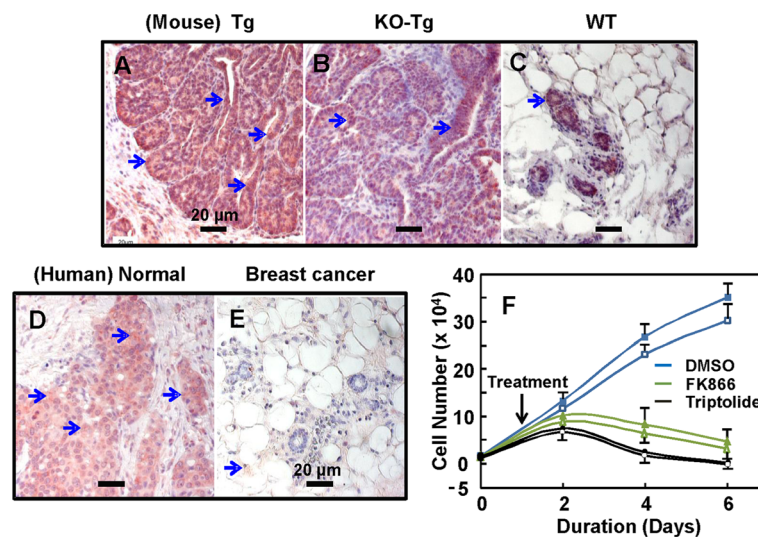 (Mouse) Tg KO-Tg WT
A B C
20 µm
20µm
(Human) Normal Breast cancer
D E F
20 µm
Cell Number (x 10⁴)
40
30
20
10
0
-5
Treatment
DMSO
FK866
Triptolide
0 2 4 6
Duration (Days)